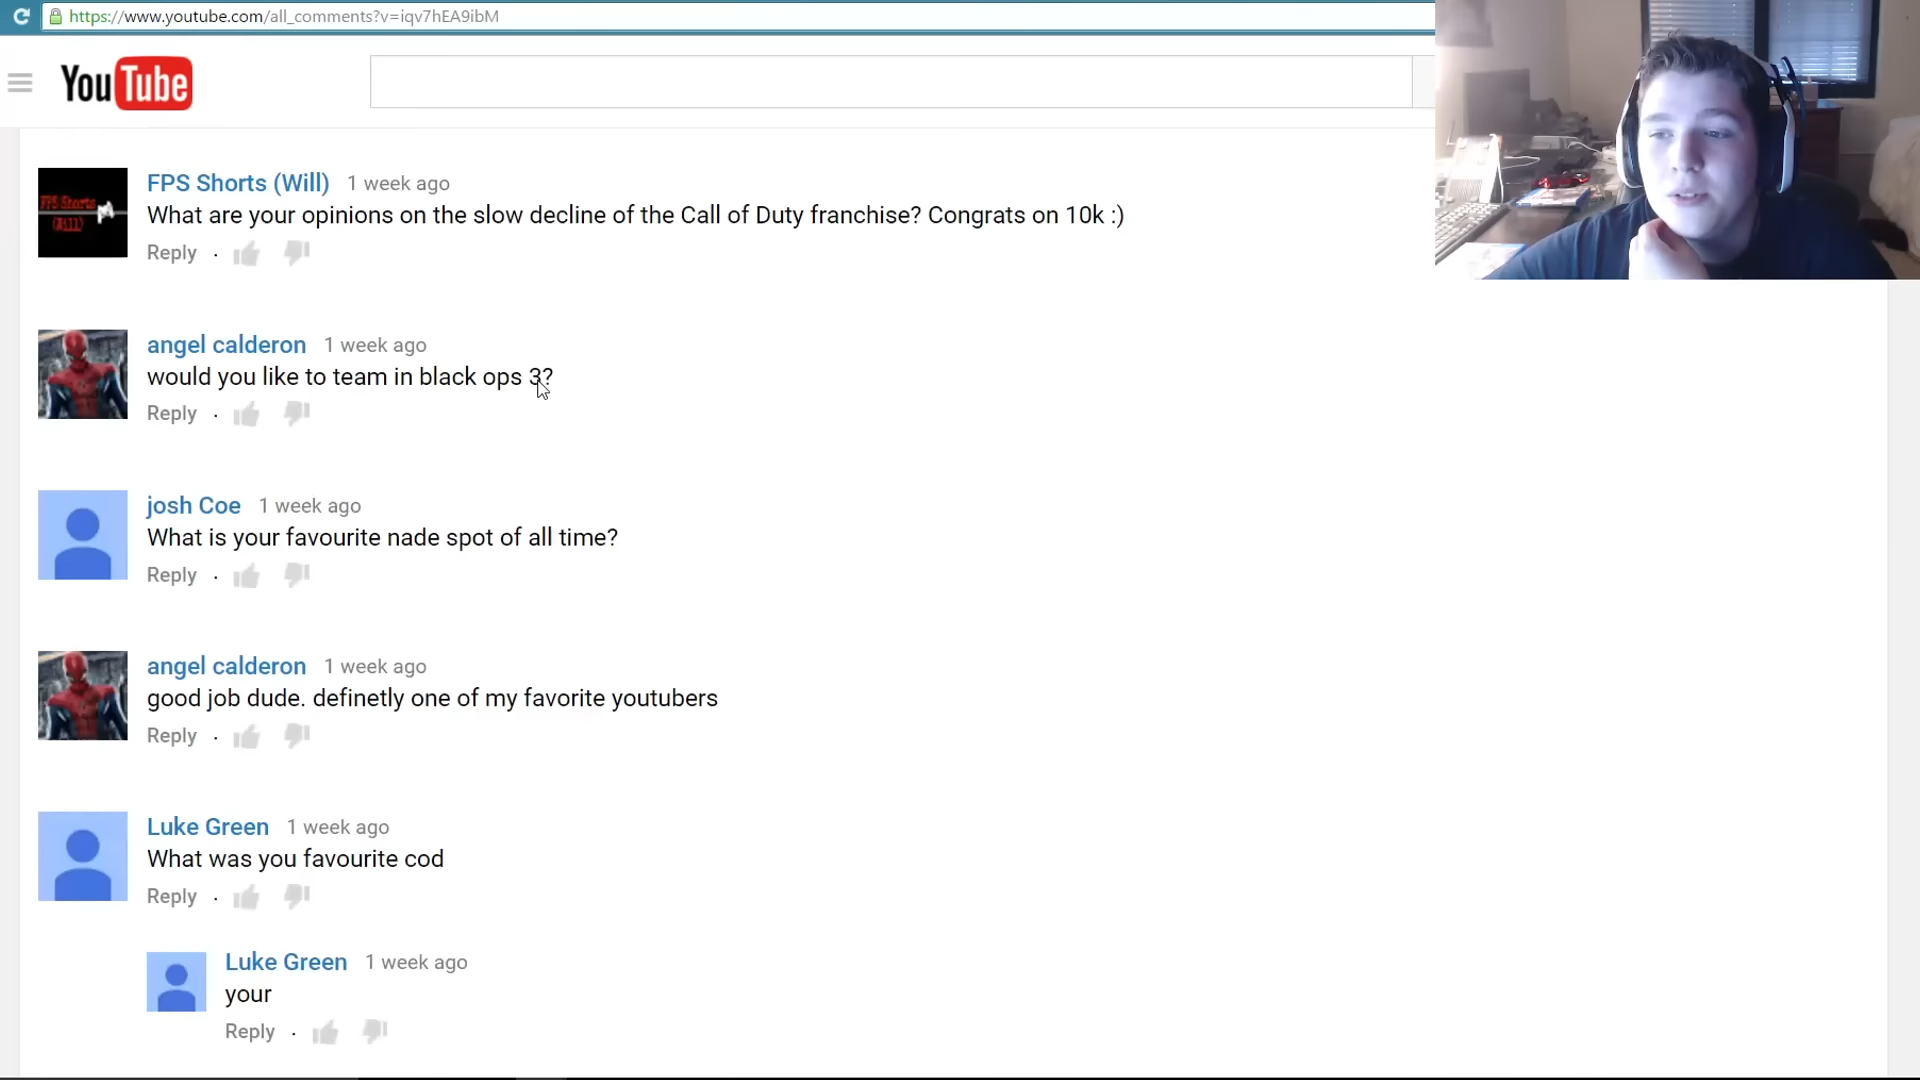 https://www.youtube.com/all_comments?v=iqv7hEA9ibM
YouTube
FPS Shorts (Will) 1 week ago
FPS Shorts
(Will)
What are your opinions on the slow decline of the Call of Duty franchise? Congrats on 10k :)
Reply ·
angel calderon 1 week ago
would you like to team in black ops 3?
Reply ·
josh Coe 1 week ago
What is your favourite nade spot of all time?
Reply ·
angel calderon 1 week ago
good job dude. definetly one of my favorite youtubers
Reply ·
Luke Green 1 week ago
What was you favourite cod
Reply ·
Luke Green 1 week ago
your
Reply ·